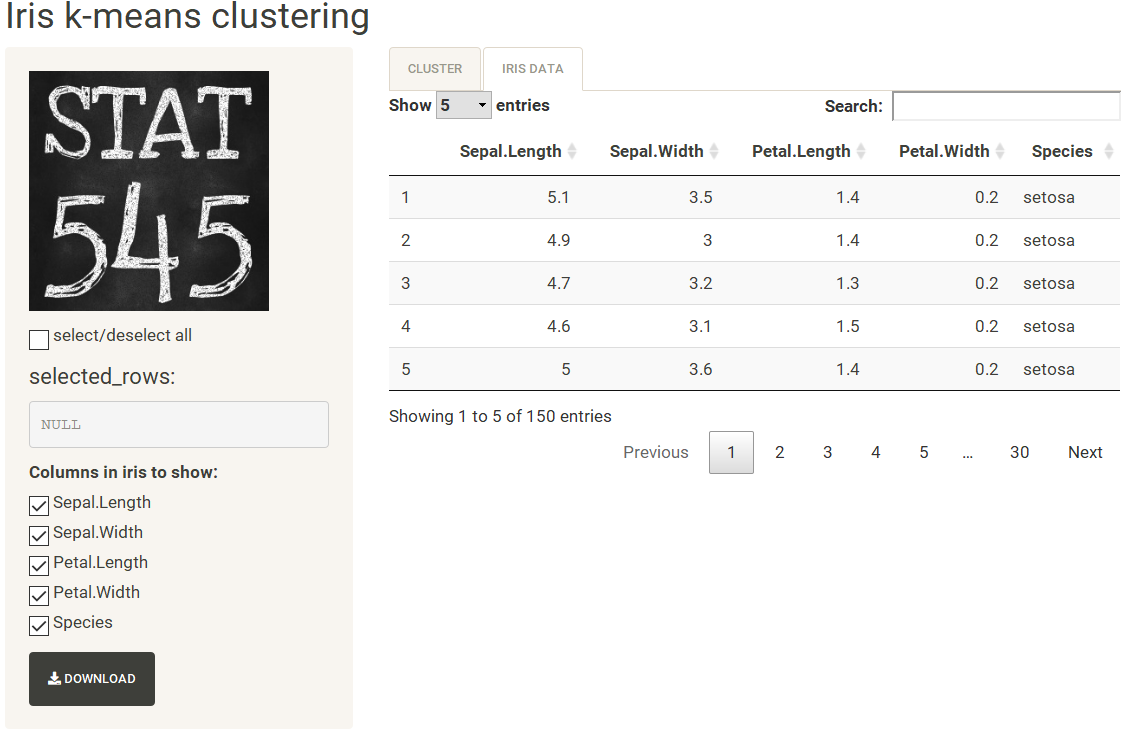 Iris k-means clustering
STAT
545
select/deselect all
selected_rows:
NULL
Columns in iris to show:
Sepal.Length
Sepal.Width
Petal.Length
Petal.Width
Species
DOWNLOAD
CLUSTER IRIS DATA
Show 5 entries Search:
Sepal.Length Sepal.Width Petal.Length Petal.Width Species
1 5.1 3.5 1.4 0.2 setosa
2 4.9 3 1.4 0.2 setosa
3 4.7 3.2 1.3 0.2 setosa
4 4.6 3.1 1.5 0.2 setosa
5 5 3.6 1.4 0.2 setosa
Showing 1 to 5 of 150 entries
Previous 1 2 3 4 5 … 30 Next